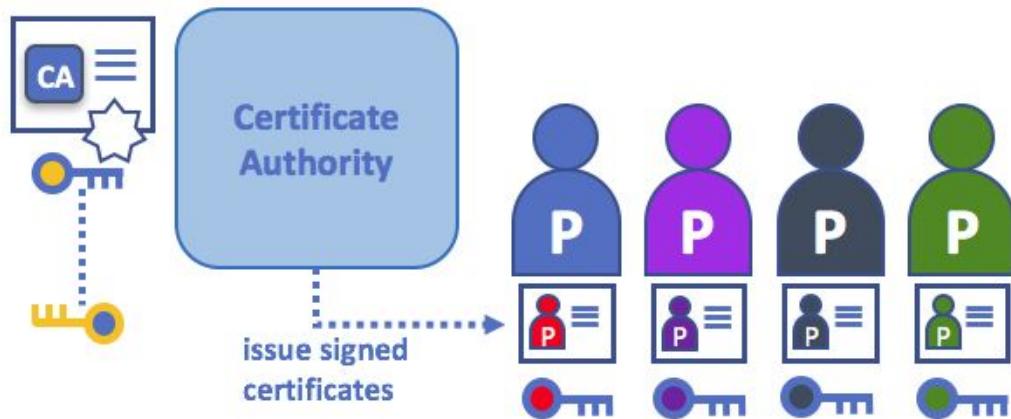 CA
Certificate
Authority
P P P P
P P P P
issue signed
certificates